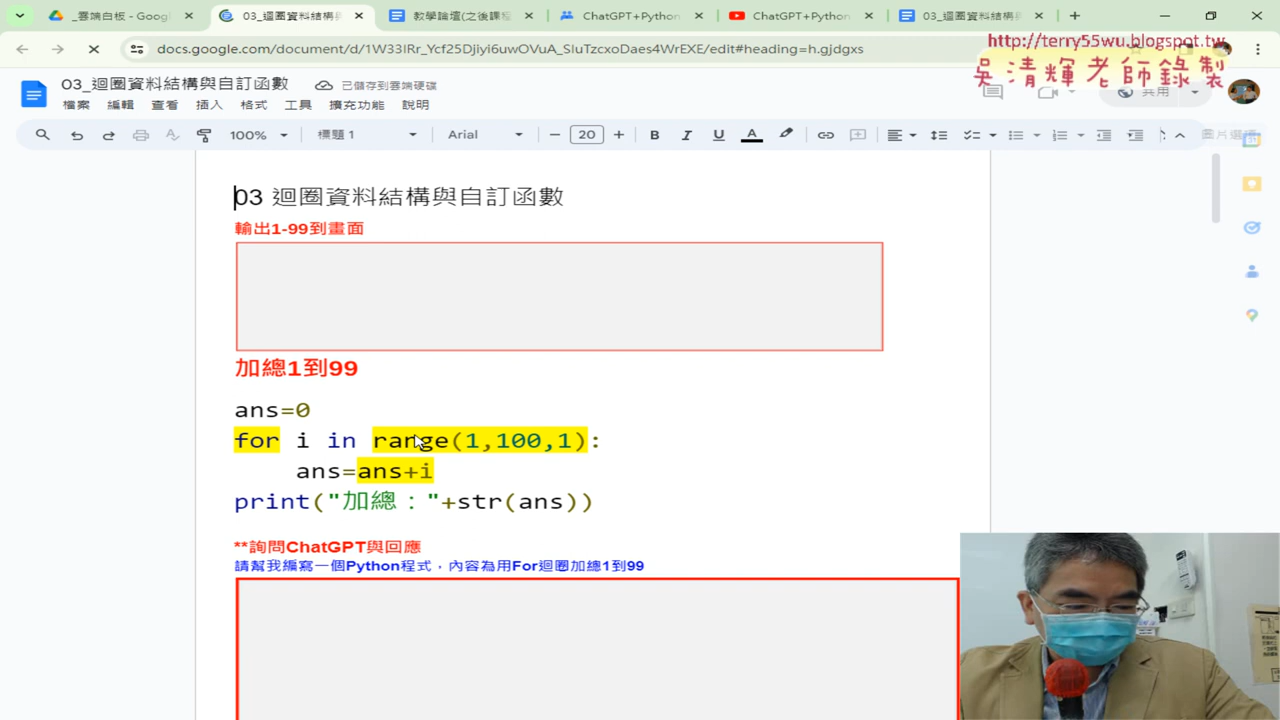 _雲端白板 - Goog
03_迴圈資料結構與
教學論壇(之後課程
ChatGPT+Python
ChatGPT+Python
03_迴圈資料結構與
docs.google.com/document/d/1W33IRr_Ycf25DjIyi6uwOVuA_SiuTzcxoDaes4WrEXE/edit#heading=h.gjdgxs
http://terry55wu.blogspot.tw
吳清輝老師錄製
03_迴圈資料結構與自訂函數
已儲存到雲端硬碟
檔案 編輯 查看 插入 格式 工具 擴充功能 說明
共用
100% 標題 1 Arial 20 B I U A
圖片選項
03 迴圈資料結構與自訂函數
輸出1-99到畫面
加總1到99
ans=0
for i in range(1,100,1):
ans=ans+i
print("加總："+str(ans))
**詢問ChatGPT與回應
請幫我編寫一個Python程式，內容為用For迴圈加總1到99